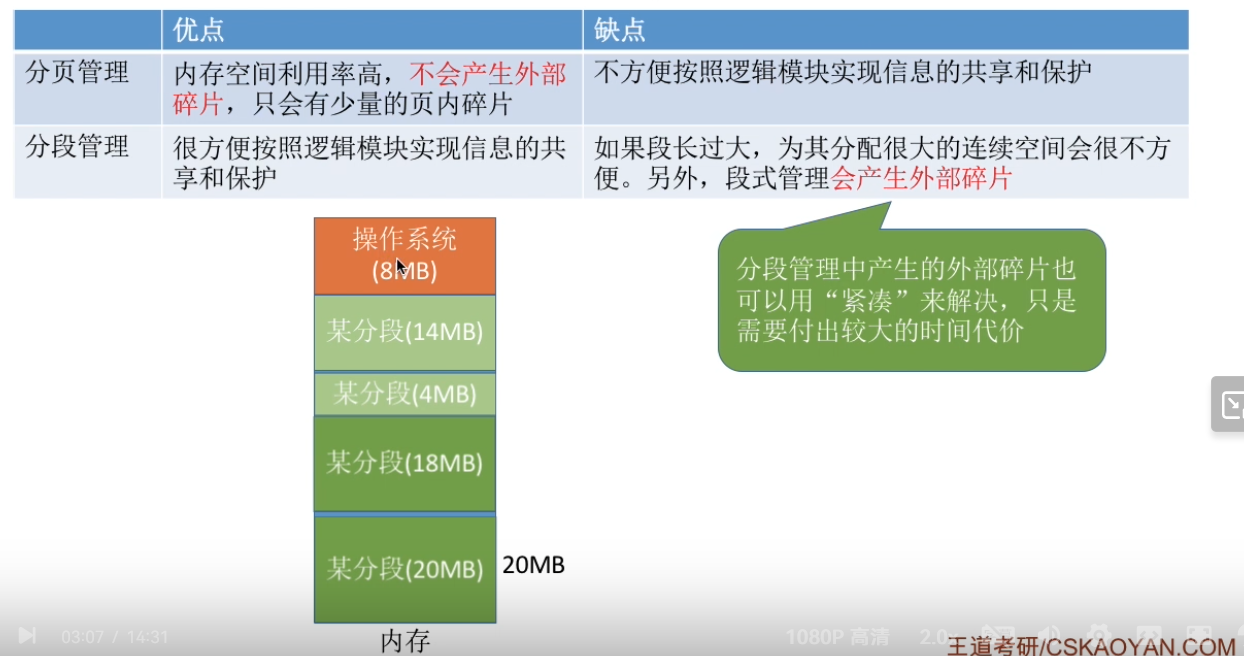 优点
缺点
分页管理
内存空间利用率高，不会产生外部
碎片，只会有少量的页内碎片
不方便按照逻辑模块实现信息的共享和保护
分段管理
很方便按照逻辑模块实现信息的共
享和保护
如果段长过大，为其分配很大的连续空间会很不方
便。另外，段式管理会产生外部碎片
操作系统
(8MB)
某分段(14MB)
某分段(4MB)
某分段(18MB)
某分段(20MB)
20MB
内存
分段管理中产生的外部碎片也
可以用“紧凑”来解决，只是
需要付出较大的时间代价
03:07 / 14:31
1080P 高清
王道考研/CSKAOYAN.COM